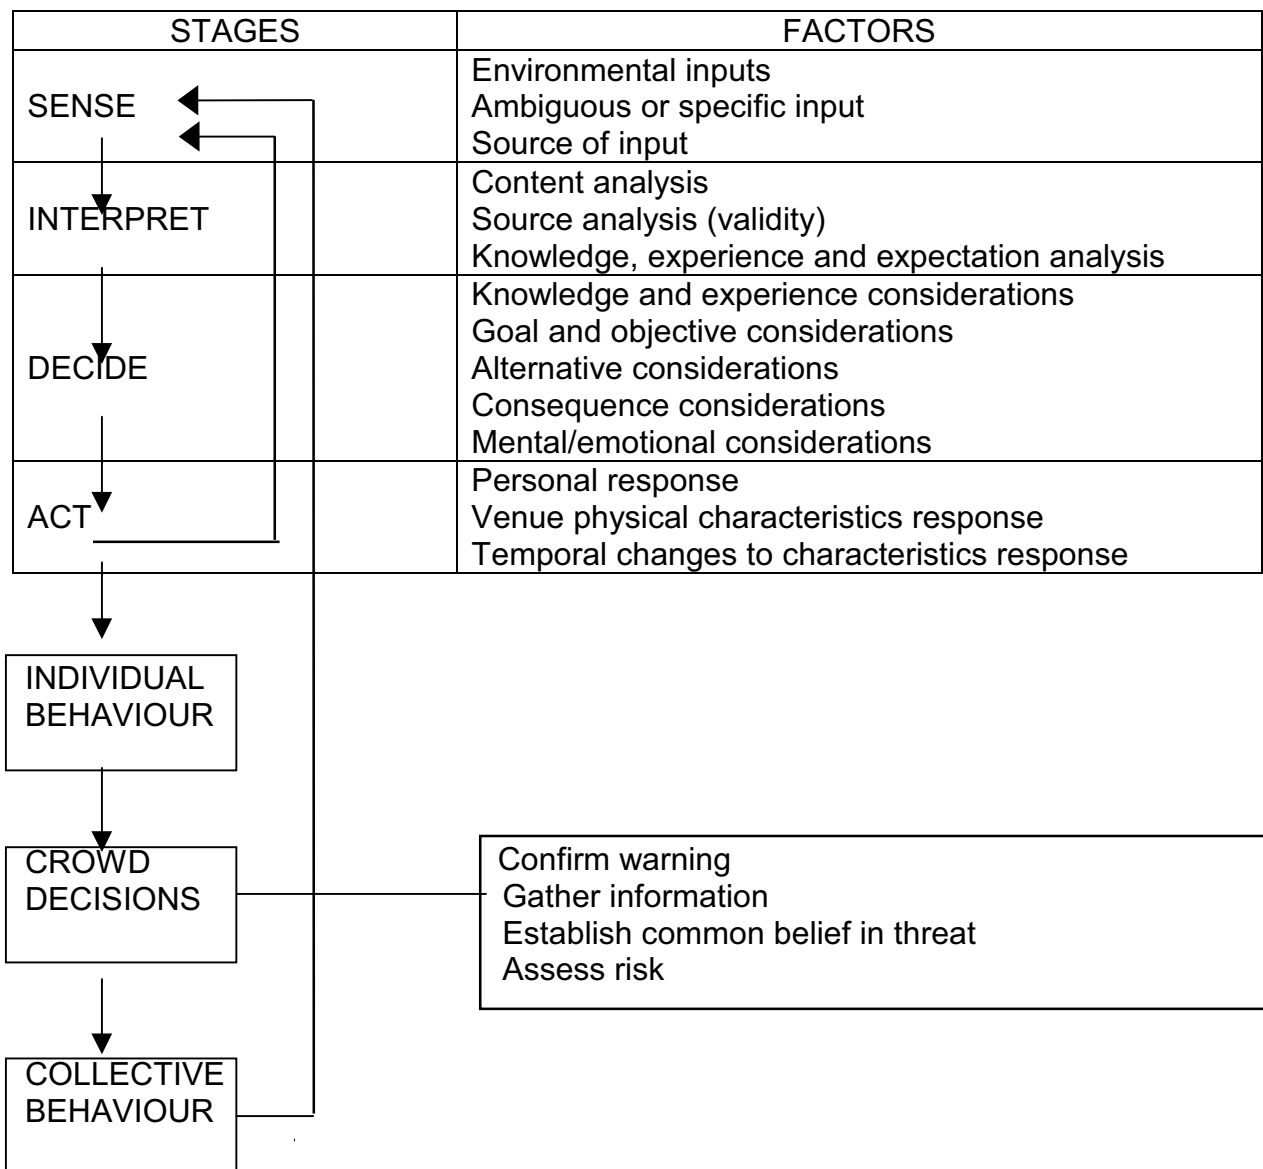 STAGES
FACTORS
SENSE
Environmental inputs
Ambiguous or specific input
Source of input
INTERPRET
Content analysis
Source analysis (validity)
Knowledge, experience and expectation analysis
DECIDE
Knowledge and experience considerations
Goal and objective considerations
Alternative considerations
Consequence considerations
Mental/emotional considerations
ACT
Personal response
Venue physical characteristics response
Temporal changes to characteristics response
INDIVIDUAL
BEHAVIOUR
CROWD
DECISIONS
Confirm warning
Gather information
Establish common belief in threat
Assess risk
COLLECTIVE
BEHAVIOUR